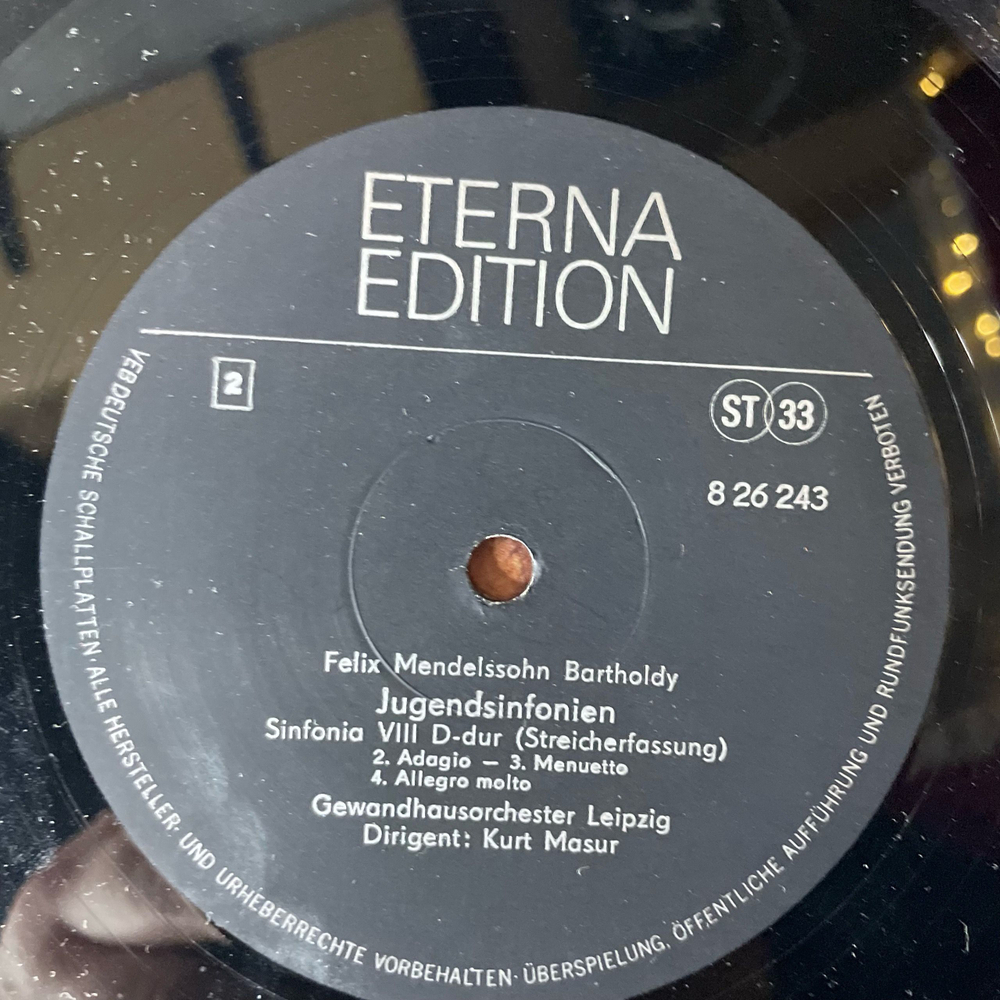 ETERNA
EDITION
2
ST 33
8 26 243
Felix Mendelssohn Bartholdy
Jugendsinfonien
Sinfonia VIII D-dur (Streicherfassung)
2. Adagio — 3. Menuetto
4. Allegro molto
Gewandhausorchester Leipzig
Dirigent: Kurt Masur
VEB DEUTSCHE SCHALLPLATTEN · ALLE HERSTELLER- UND URHEBERRECHTE VORBEHALTEN · ÜBERSPIELUNG, ÖFFENTLICHE AUFFÜHRUNG UND RUNDFUNKSENDUNG VERBOTEN